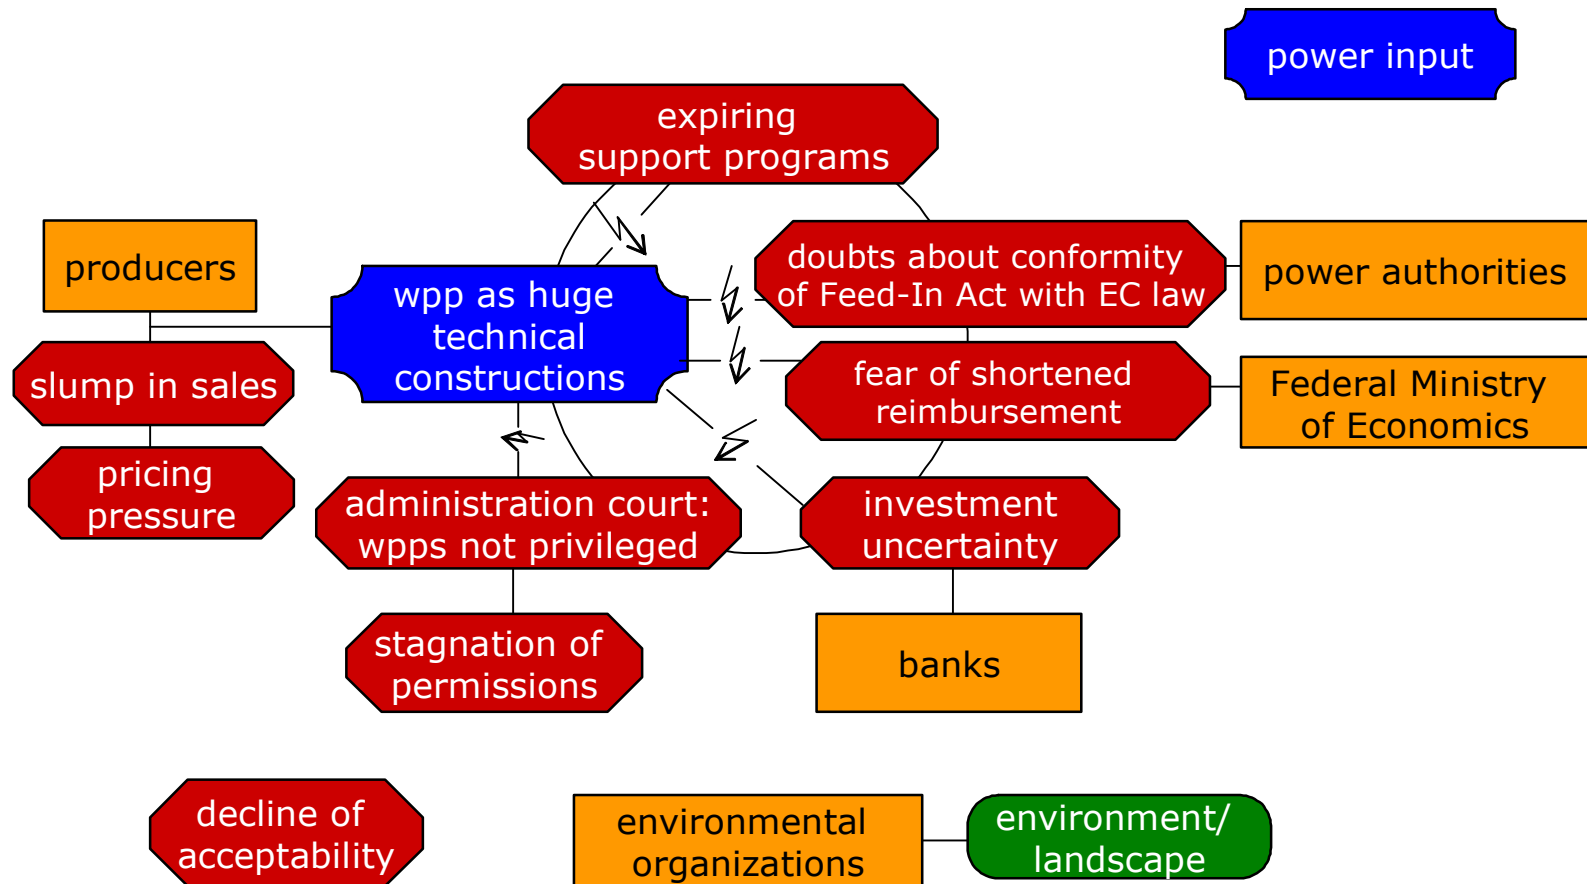 power input
expiring
support programs
producers
doubts about conformity
of Feed-In Act with EC law
power authorities
wpp as huge
technical
constructions
slump in sales
fear of shortened
reimbursement
Federal Ministry
of Economics
pricing
pressure
administration court:
wpps not privileged
investment
uncertainty
stagnation of
permissions
banks
decline of
acceptability
environmental
organizations
environment/
landscape